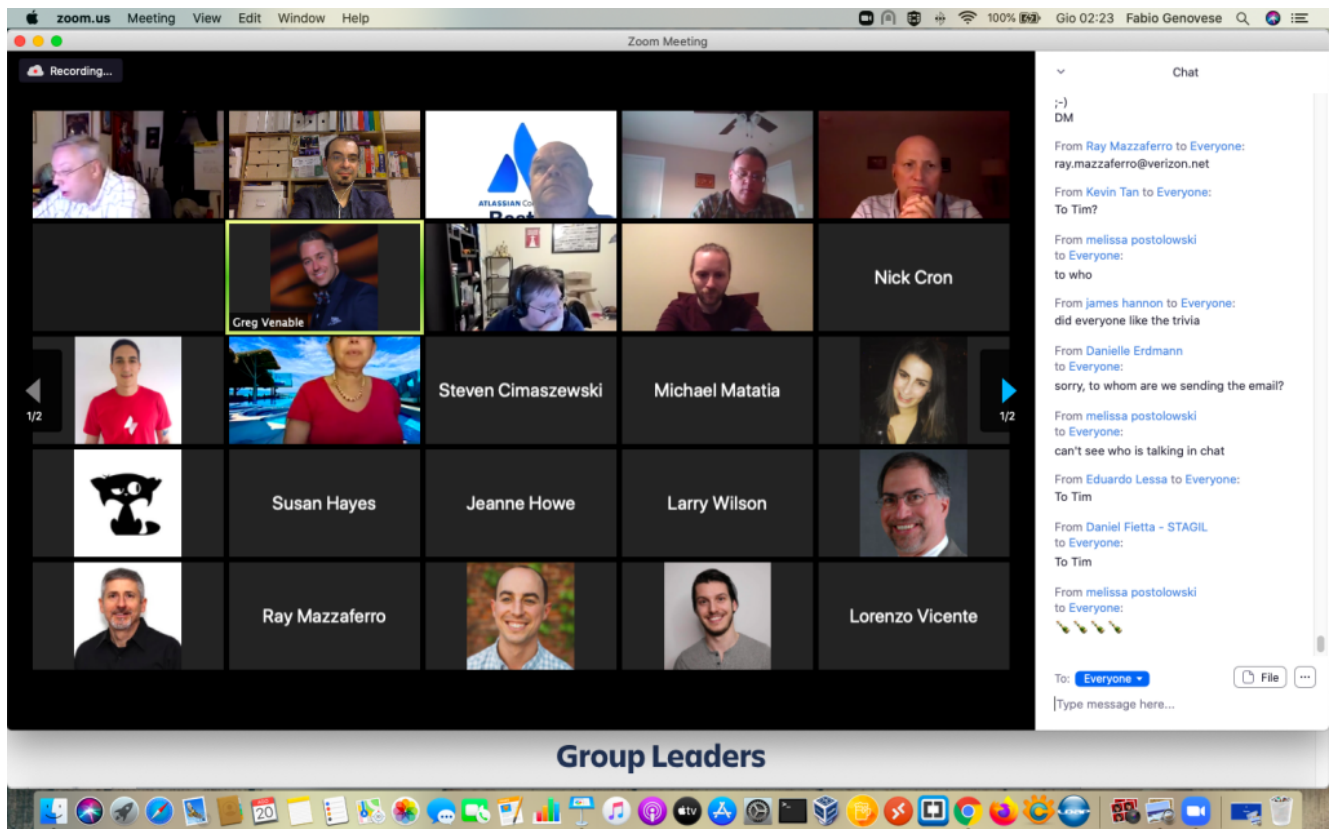 zoom.us Meeting View Edit Window Help
100% Gio 02:23 Fabio Genovese
Zoom Meeting
Recording...
ATLASSIAN
Greg Venable
Nick Cron
1/2
Steven Cimaszewski
Michael Matatia
1/2
Susan Hayes
Jeanne Howe
Larry Wilson
Ray Mazzaferro
Lorenzo Vicente
Chat
;-)
DM
From Ray Mazzaferro to Everyone:
ray.mazzaferro@verizon.net
From Kevin Tan to Everyone:
To Tim?
From melissa postolowski
to Everyone:
to who
From james hannon to Everyone:
did everyone like the trivia
From Danielle Erdmann
to Everyone:
sorry, to whom are we sending the email?
From melissa postolowski
to Everyone:
can't see who is talking in chat
From Eduardo Lessa to Everyone:
To Tim
From Daniel Fietta - STAGIL
to Everyone:
To Tim
From melissa postolowski
to Everyone:
To: Everyone
File
Type message here...
Group Leaders
20
tv